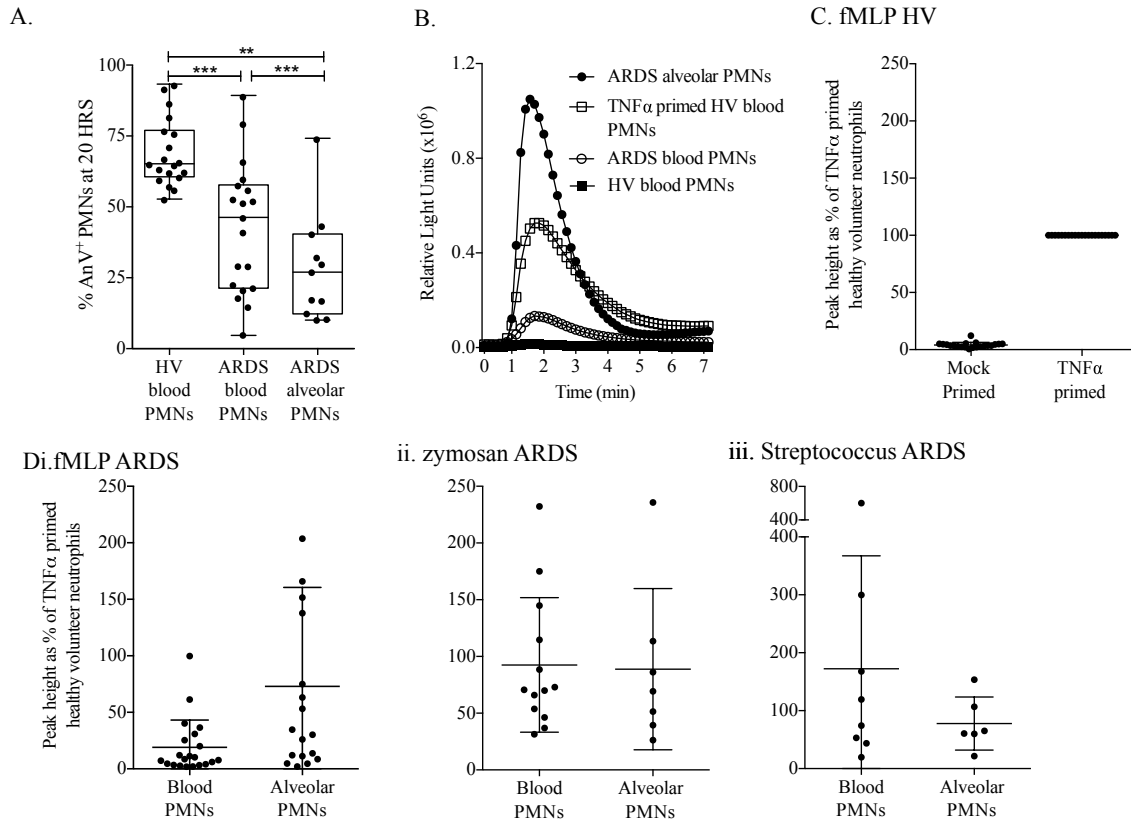 A.
% AnV+ PMNs at 20 HRS
100
75
50
25
0
**
***
***
HV blood PMNs
ARDS blood PMNs
ARDS alveolar PMNs
B.
Relative Light Units (x10⁶)
1.2
0.8
0.4
0.0
ARDS alveolar PMNs
TNFα primed HV blood
PMNs
ARDS blood PMNs
HV blood PMNs
0 1 2 3 4 5 6 7
Time (min)
C. fMLP HV
Peak height as % of TNFα primed
healthy volunteer neutrophils
250
200
150
100
50
0
Mock Primed
TNFα primed
Di.fMLP ARDS
Peak height as % of TNFα primed
healthy volunteer neutrophils
250
200
150
100
50
0
Blood PMNs
Alveolar PMNs
ii. zymosan ARDS
250
200
150
100
50
0
Blood PMNs
Alveolar PMNs
iii. Streptococcus ARDS
800
400
400
300
200
100
0
Blood PMNs
Alveolar PMNs